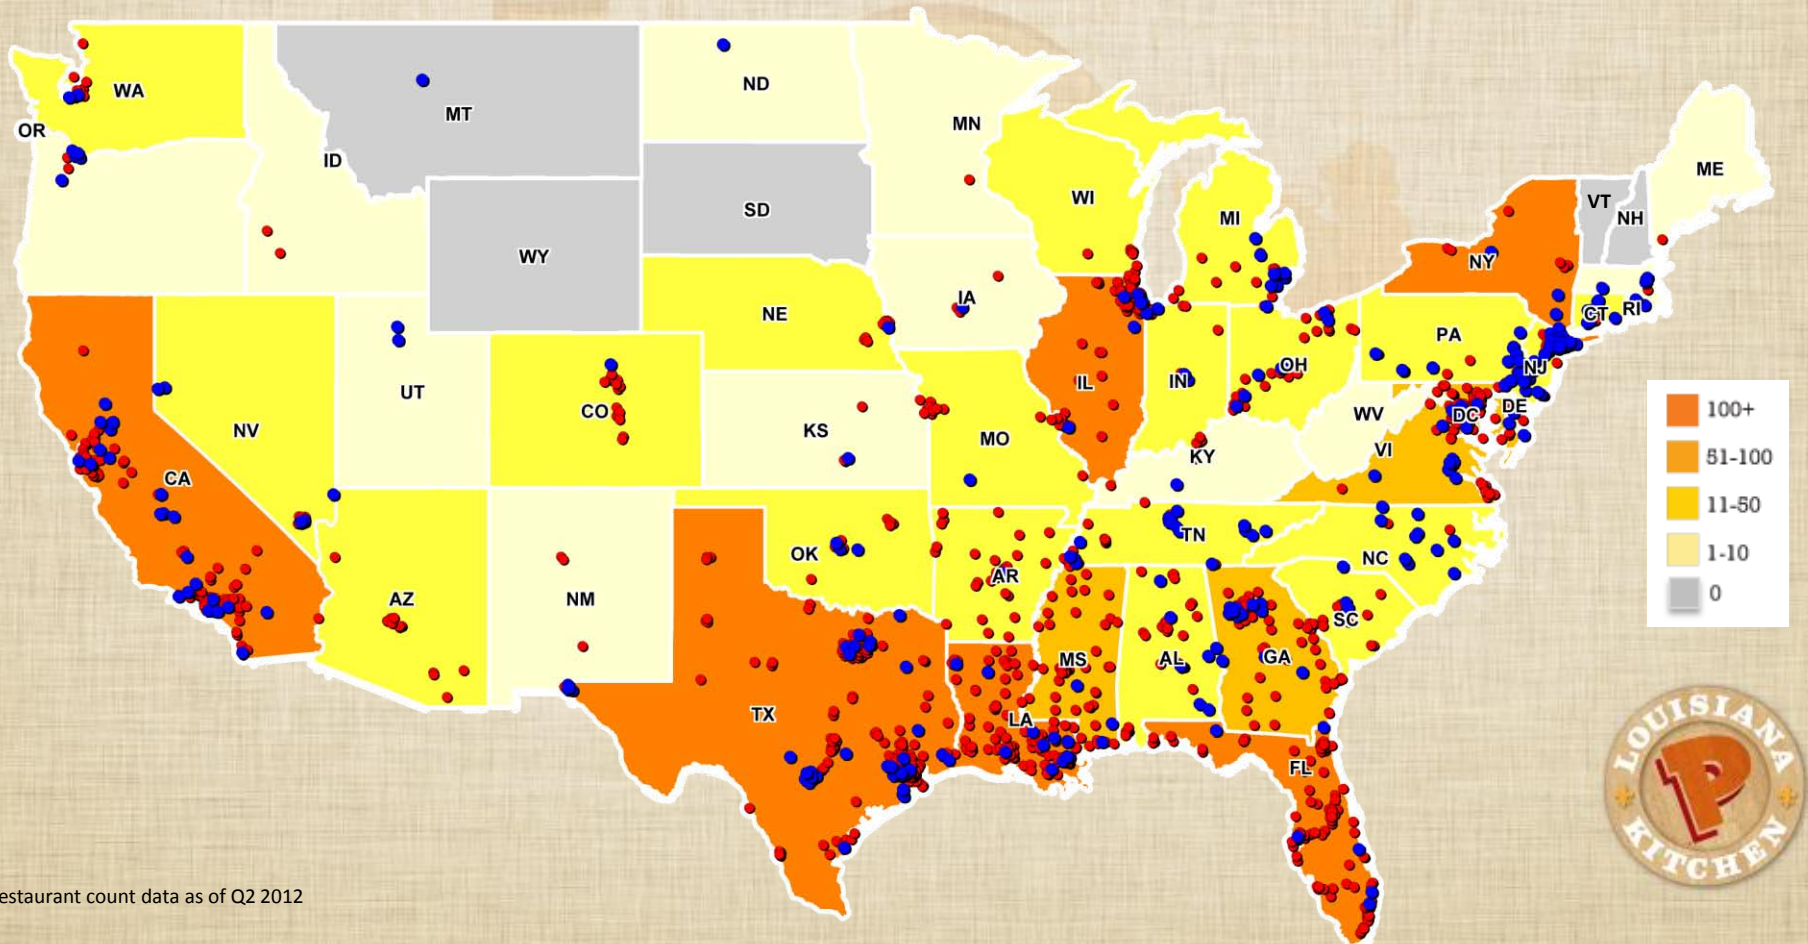 WA
OR
MT
ID
ND
MN
SD
WY
WI
MI
ME
VT
NH
NY
CT
RI
NE
IA
PA
NJ
NV
UT
CO
KS
MO
IL
IN
OH
WV
DC
DE
VI
KY
CA
AZ
NM
OK
AR
TN
NC
SC
TX
LA
MS
AL
GA
FL
100+
51-100
11-50
1-10
0
LOUISIANA
P
KITCHEN
estaurant count data as of Q2 2012